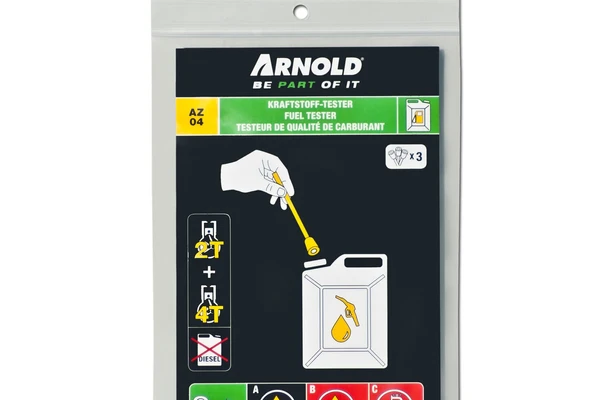 ARNOLD®
BE PART OF IT
AZ
04
KRAFTSTOFF-TESTER
FUEL TESTER
TESTEUR DE QUALITÉ DE CARBURANT
x 3
2T
+
4T
DIESEL
A
B
C